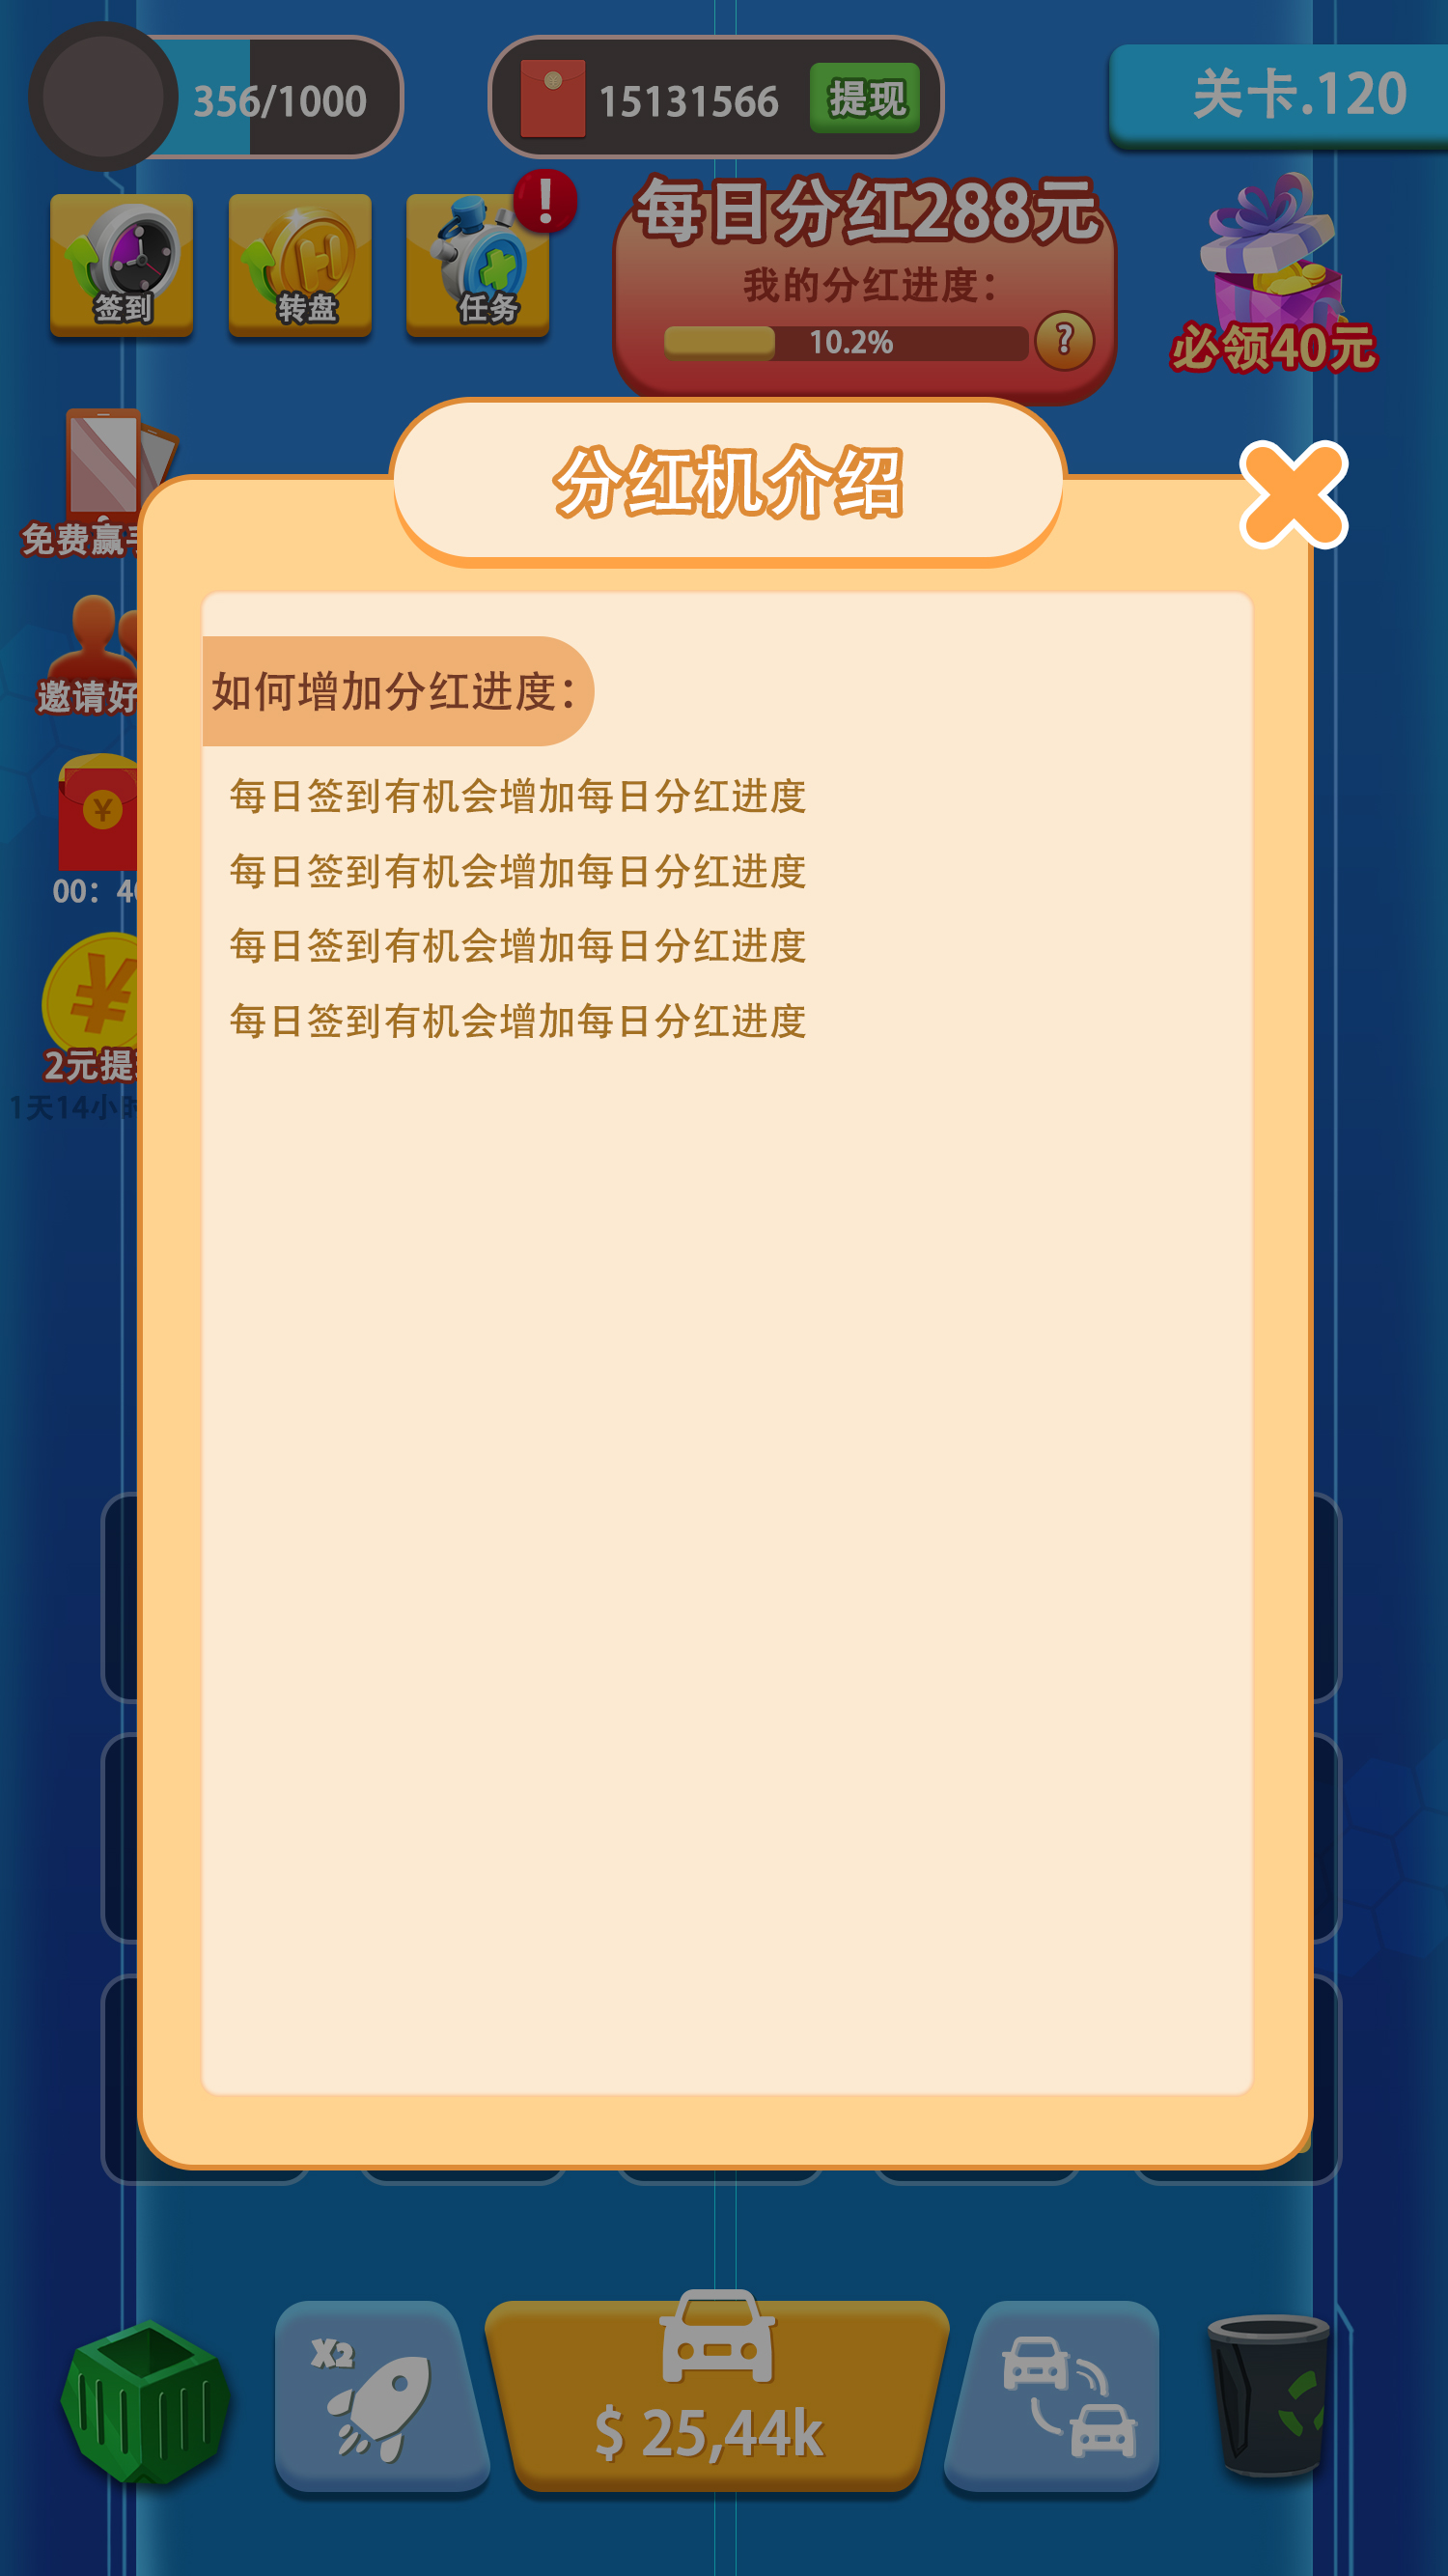 356/1000
15131566
提现
关卡.120
每日分红288元
我的分红进度：
10.2%
?
签到
转盘
任务
!
必领40元
免费赢
邀请好
00：4
2元提
1天14小时
分红机介绍
如何增加分红进度：
每日签到有机会增加每日分红进度
每日签到有机会增加每日分红进度
每日签到有机会增加每日分红进度
每日签到有机会增加每日分红进度
X2
$ 25,44k